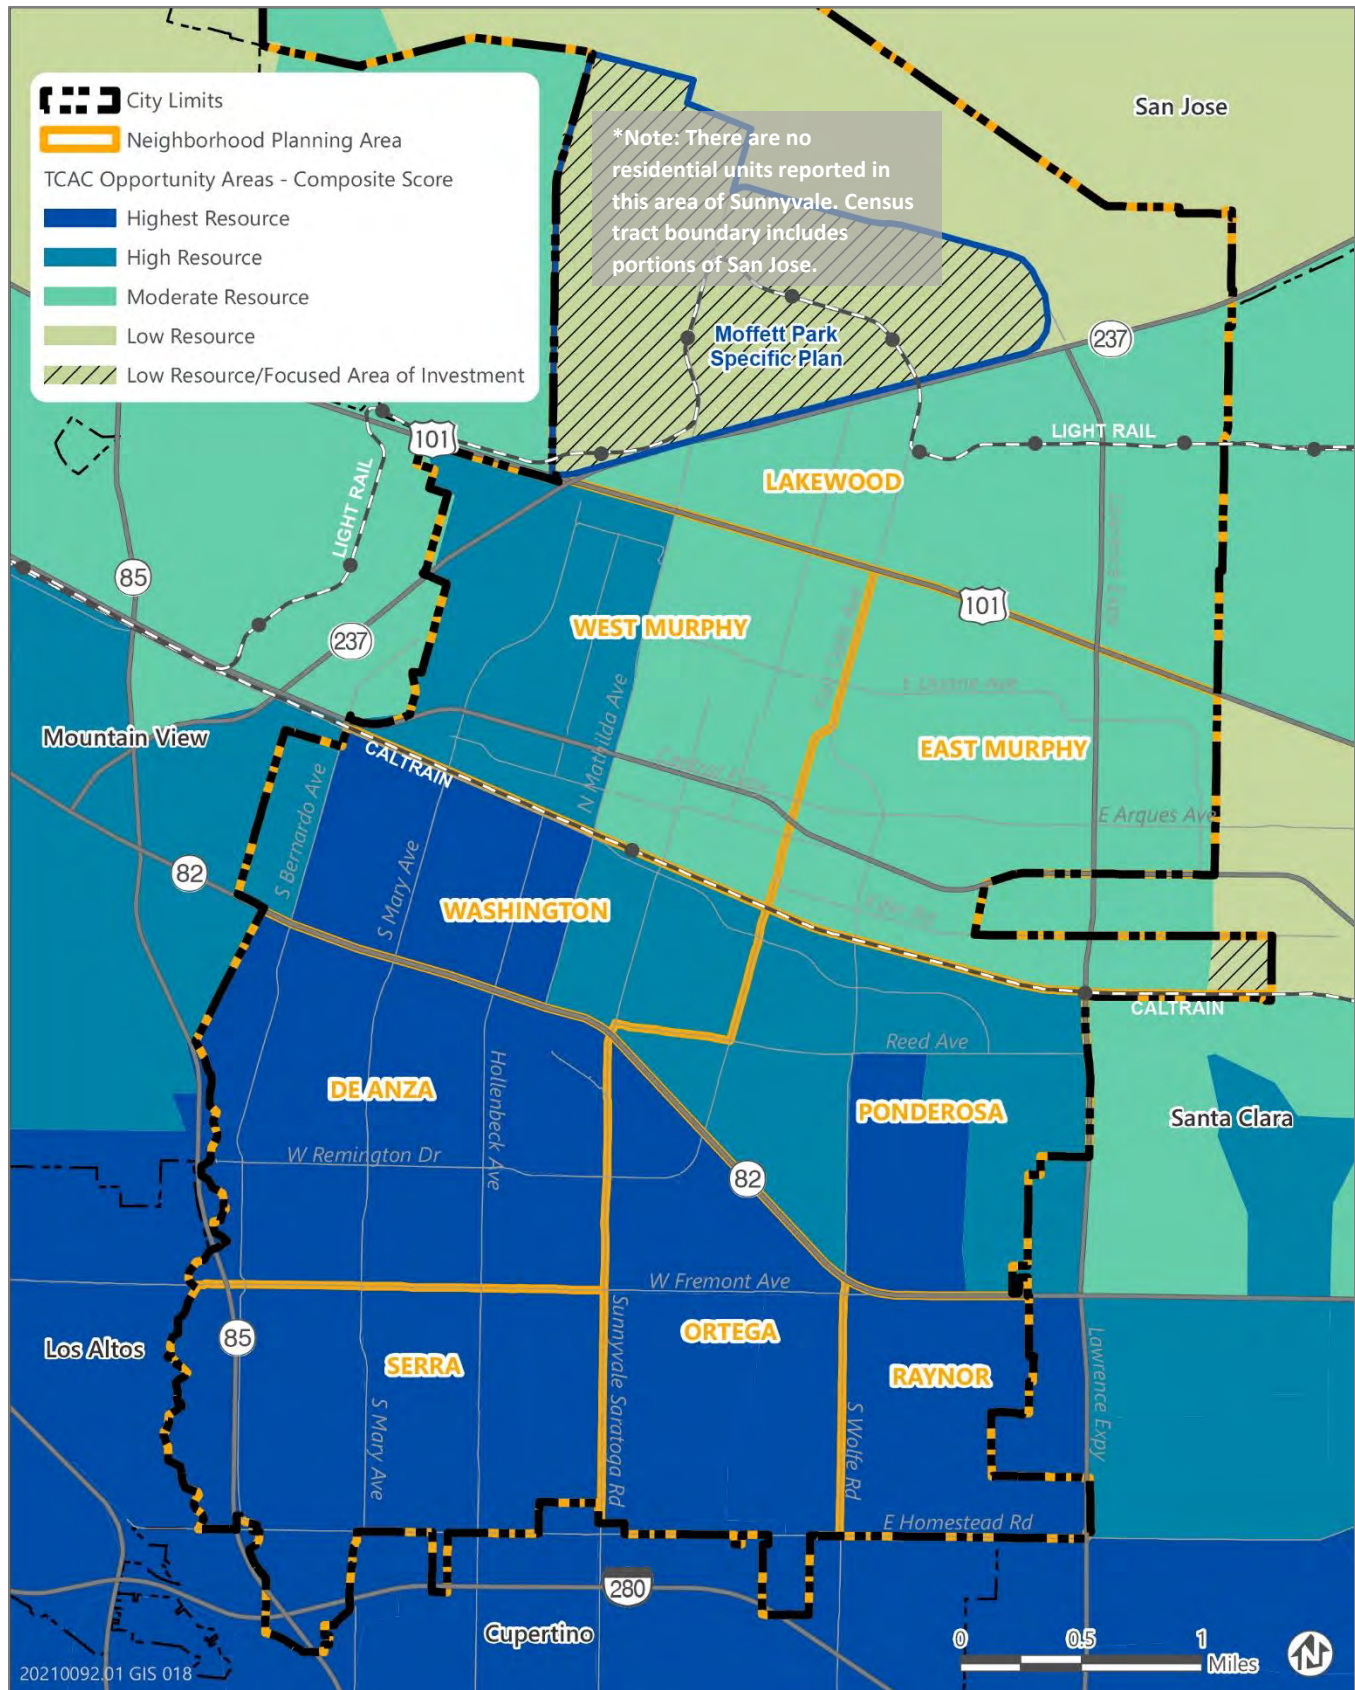 City Limits
Neighborhood Planning Area
TCAC Opportunity Areas - Composite Score
Highest Resource
High Resource
Moderate Resource
Low Resource
Low Resource/Focused Area of Investment
San Jose
*Note: There are no
residential units reported in
this area of Sunnyvale. Census
tract boundary includes
portions of San Jose.
Moffett Park
Specific Plan
237
101
LIGHT RAIL
LAKEWOOD
LIGHT RAIL
85
101
WEST MURPHY
237
E Duane Ave
N Mathilda Ave
Mountain View
EAST MURPHY
CALTRAIN
Central Expy
S Bernardo Ave
E Arques Ave
82
S Mary Ave
WASHINGTON
CALTRAIN
Reed Ave
Hollenbeck Ave
DE ANZA
PONDEROSA
Santa Clara
W Remington Dr
82
W Fremont Ave
Los Altos
85
SERRA
ORTEGA
RAYNOR
Sunnyvale Saratoga Rd
Lawrence Expy
S Mary Ave
S Wolfe Rd
E Homestead Rd
280
Cupertino
0 0.5 1
Miles
N
20210092.01 GIS 018